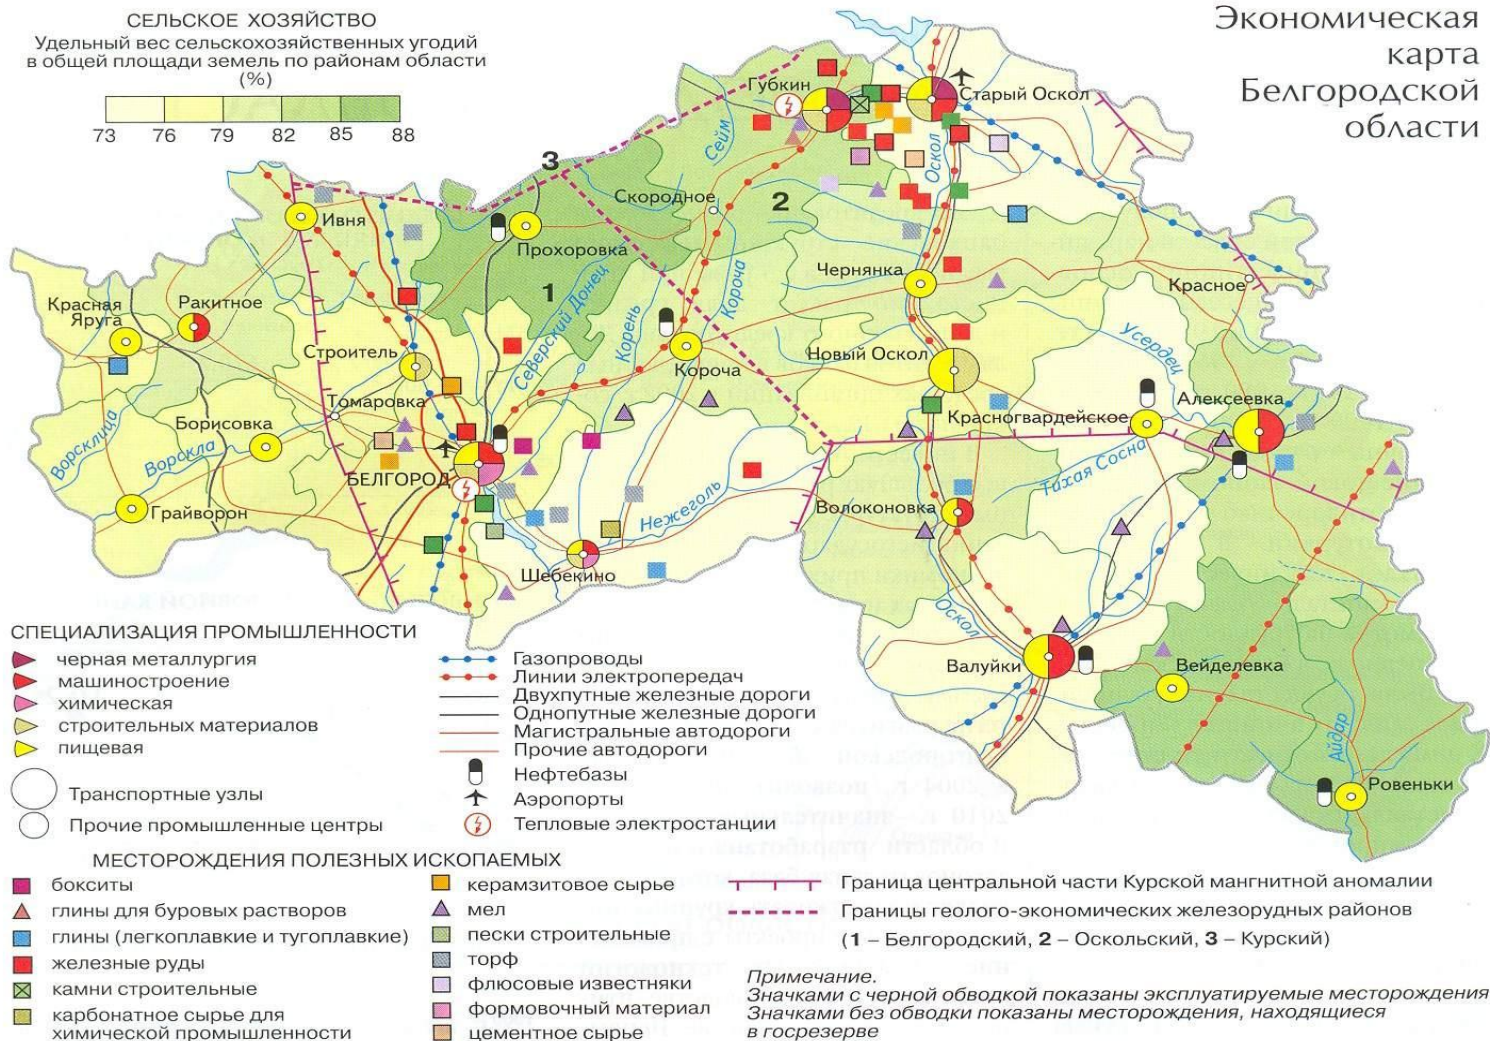 СЕЛЬСКОЕ ХОЗЯЙСТВО
Удельный вес сельскохозяйственных угодий
в общей площади земель по районам области
(%)
73 76 79 82 85 88
Экономическая
карта
Белгородской
области
Губкин
Старый Оскол
Сейм
Оскол
3
Скородное
2
Ивня
Прохоровка
Чернянка
Красное
Короча
Северский Донец
1
Корень
Красная
Яруга
Ракитное
Строитель
Короча
Новый Оскол
Усердец
Алексеевка
Томаровка
Красногвардейское
Борисовка
Ворсклица
Ворскла
БЕЛГОРОД
Тихая Сосна
Грайворон
Нежеголь
Волоконовка
Шебекино
Оскол
Валуйки
Вейделевка
Айдар
Ровеньки
СПЕЦИАЛИЗАЦИЯ ПРОМЫШЛЕННОСТИ
черная металлургия
машиностроение
химическая
строительных материалов
пищевая
Транспортные узлы
Прочие промышленные центры
Газопроводы
Линии электропередач
Двухпутные железные дороги
Однопутные железные дороги
Магистральные автодороги
Прочие автодороги
Нефтебазы
Аэропорты
Тепловые электростанции
МЕСТОРОЖДЕНИЯ ПОЛЕЗНЫХ ИСКОПАЕМЫХ
бокситы
глины для буровых растворов
глины (легкоплавкие и тугоплавкие)
железные руды
камни строительные
карбонатное сырье для
химической промышленности
керамзитовое сырье
мел
пески строительные
торф
флюсовые известняки
формовочный материал
цементное сырье
Граница центральной части Курской мангнитной аномалии
Границы геолого-экономических железорудных районов
(1 – Белгородский, 2 – Оскольский, 3 – Курский)
Примечание.
Значками с черной обводкой показаны эксплуатируемые месторождения
Значками без обводки показаны месторождения, находящиеся
в госрезерве